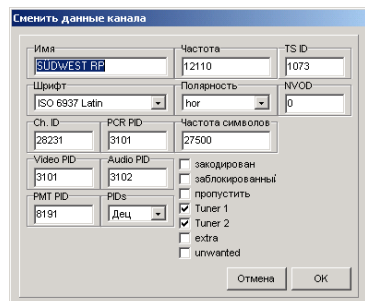 Сменить данные канала
Имя
Частота
TS ID
SÜDWEST RP
12110
1073
Шрифт
Полярность
NVOD
ISO 6937 Latin
hor
0
Ch. ID
PCR PID
Частота символов
28231
3101
27500
Video PID
Audio PID
закодирован
3101
3102
заблокированный
PMT PID
PIDs
пропустить
8191
Дец
Tuner 1
Tuner 2
extra
unwanted
Отмена
OK